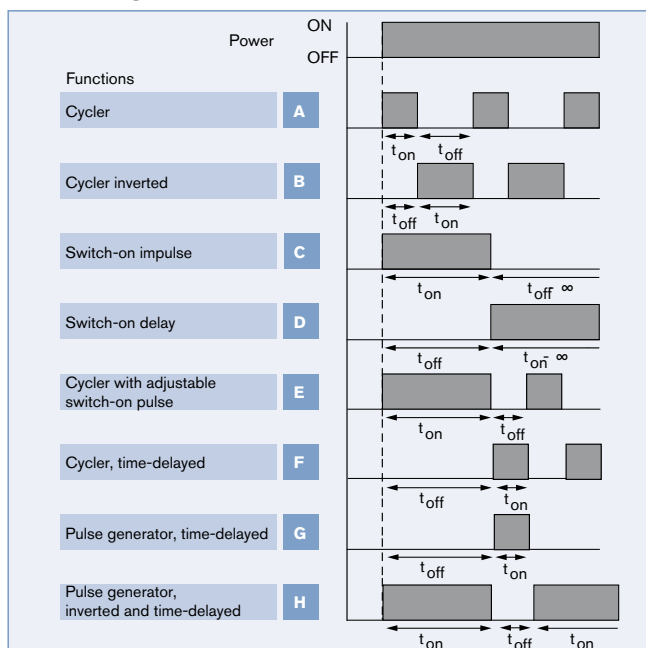 ON
Power
OFF
Functions
Cycler A
t on t off
Cycler inverted B
t off t on
Switch-on impulse C
t on t off - ∞
Switch-on delay D
t off t on - ∞
Cycler with adjustable
switch-on pulse E
t on t off
Cycler, time-delayed F
t off t on
Pulse generator, time-delayed G
t off t on
Pulse generator,
inverted and time-delayed H
t on t off t on